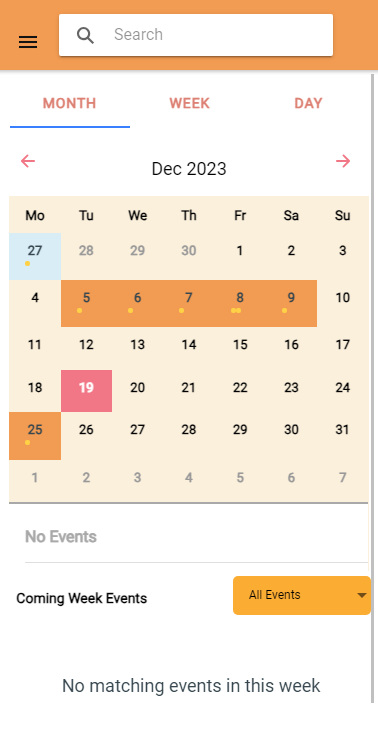 Search
MONTH WEEK DAY
Dec 2023
Mo Tu We Th Fr Sa Su
27 28 29 30 1 2 3
4 5 6 7 8 9 10
11 12 13 14 15 16 17
18 19 20 21 22 23 24
25 26 27 28 29 30 31
1 2 3 4 5 6 7
No Events
Coming Week Events All Events
No matching events in this week